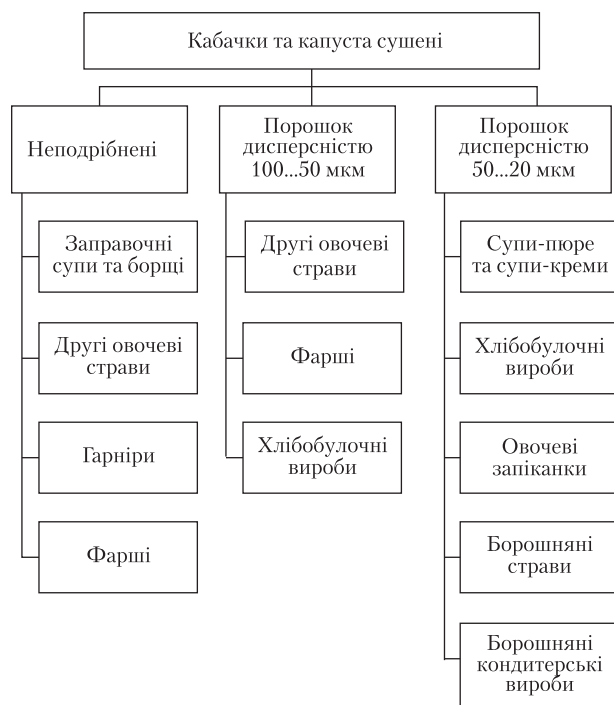 Кабачки та капуста сушені
Неподрібнені
Порошок
дисперсністю
100...50 мкм
Порошок
дисперсністю
50...20 мкм
Заправочні
супи та борщі
Другі овочеві
страви
Гарніри
Фарші
Другі овочеві
страви
Фарші
Хлібобулочні
вироби
Супи-пюре
та супи-креми
Хлібобулочні
вироби
Овочеві
запіканки
Борошняні
страви
Борошняні
кондитерські
вироби